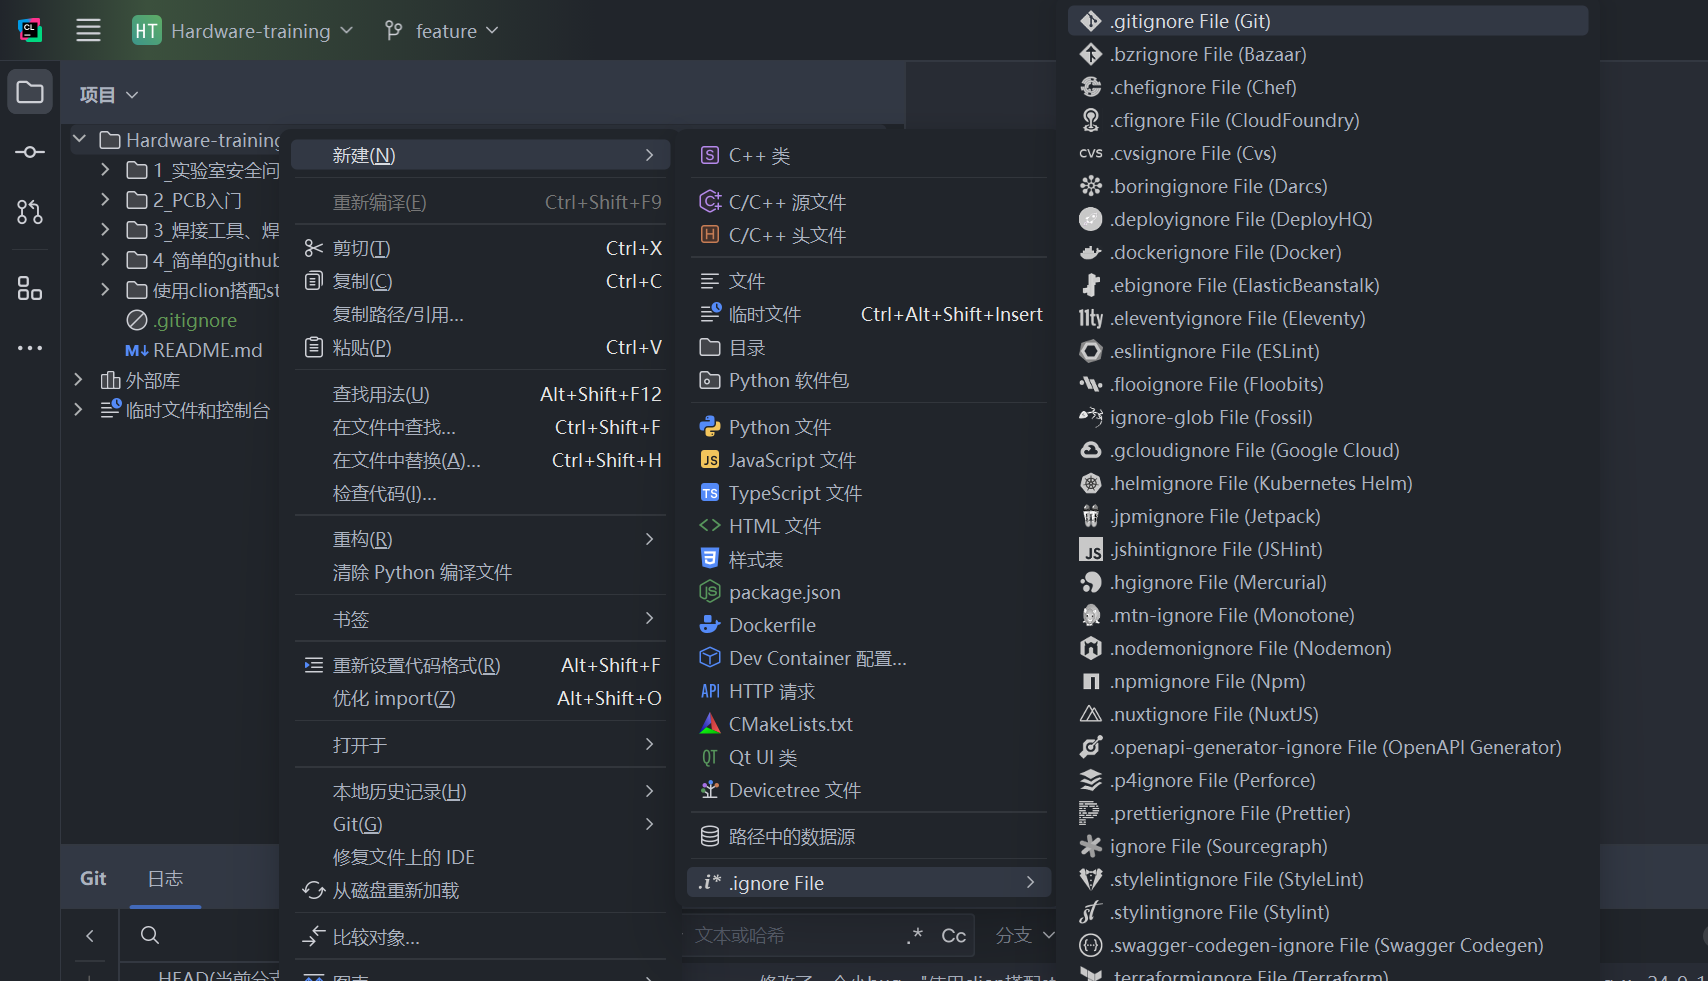 CL
HT
Hardware-training
feature
项目
Hardware-training
1_实验室安全问
2_PCB入门
3_焊接工具、焊
4_简单的github
使用clion搭配st
.gitignore
M↓ README.md
外部库
临时文件和控制台
Git
日志
HEAD(当前分支
新建(N)
重新编译(E) Ctrl+Shift+F9
剪切(T) Ctrl+X
复制(C) Ctrl+C
复制路径/引用...
粘贴(P) Ctrl+V
查找用法(U) Alt+Shift+F12
在文件中查找... Ctrl+Shift+F
在文件中替换(A)... Ctrl+Shift+H
检查代码(I)...
重构(R)
清除 Python 编译文件
书签
重新设置代码格式(R) Alt+Shift+F
优化 import(Z) Alt+Shift+O
打开于
本地历史记录(H)
Git(G)
修复文件上的 IDE
从磁盘重新加载
比较对象...
图表
S C++ 类
C/C++ 源文件
H C/C++ 头文件
文件
临时文件 Ctrl+Alt+Shift+Insert
目录
Python 软件包
Python 文件
JS JavaScript 文件
TS TypeScript 文件
<> HTML 文件
样式表
package.json
Dockerfile
Dev Container 配置...
API HTTP 请求
CMakeLists.txt
QT Qt UI 类
Devicetree 文件
路径中的数据源
.i* .ignore File
文本或哈希 .* Cc 分支
.gitignore File (Git)
.bzrignore File (Bazaar)
.chefignore File (Chef)
.cfignore File (CloudFoundry)
CVS .cvsignore File (Cvs)
.boringignore File (Darcs)
.deployignore File (DeployHQ)
.dockerignore File (Docker)
.ebignore File (ElasticBeanstalk)
11ty .eleventyignore File (Eleventy)
.eslintignore File (ESLint)
.flooignore File (Floobits)
ignore-glob File (Fossil)
.gcloudignore File (Google Cloud)
.helmignore File (Kubernetes Helm)
.jpmignore File (Jetpack)
JS .jshintignore File (JSHint)
.hgignore File (Mercurial)
.mtn-ignore File (Monotone)
.nodemonignore File (Nodemon)
.npmignore File (Npm)
.nuxtignore File (NuxtJS)
.openapi-generator-ignore File (OpenAPI Generator)
.p4ignore File (Perforce)
.prettierignore File (Prettier)
ignore File (Sourcegraph)
.stylelintignore File (StyleLint)
.stylintignore File (Stylint)
.swagger-codegen-ignore File (Swagger Codegen)
.terraformignore File (Terraform)